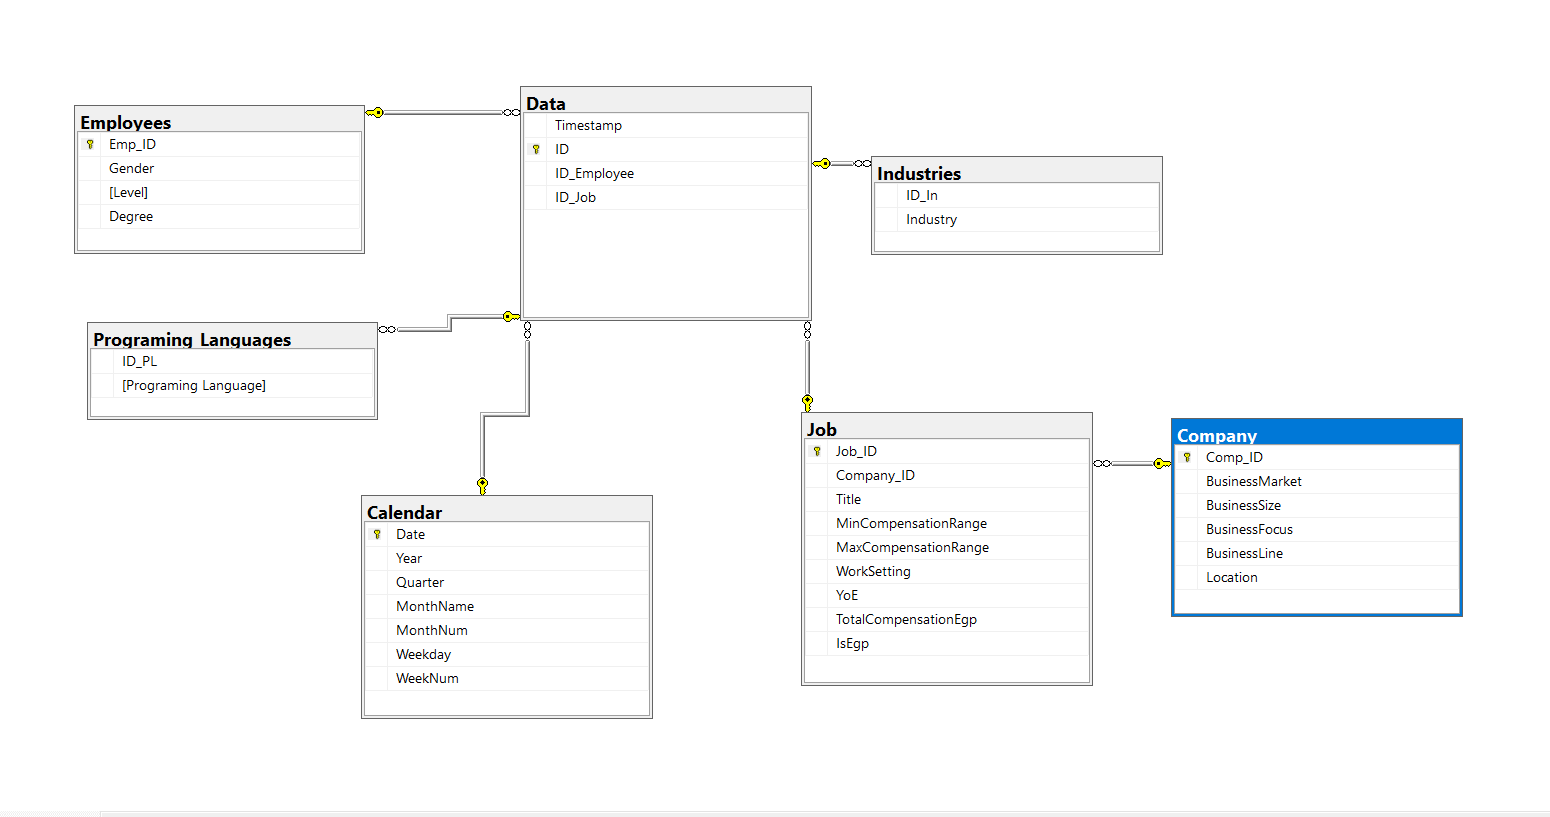 Employees
Emp_ID
Gender
[Level]
Degree
Data
Timestamp
ID
ID_Employee
ID_Job
Industries
ID_In
Industry
Programing_Languages
ID_PL
[Programing Language]
Calendar
Date
Year
Quarter
MonthName
MonthNum
Weekday
WeekNum
Job
Job_ID
Company_ID
Title
MinCompensationRange
MaxCompensationRange
WorkSetting
YoE
TotalCompensationEgp
IsEgp
Company
Comp_ID
BusinessMarket
BusinessSize
BusinessFocus
BusinessLine
Location